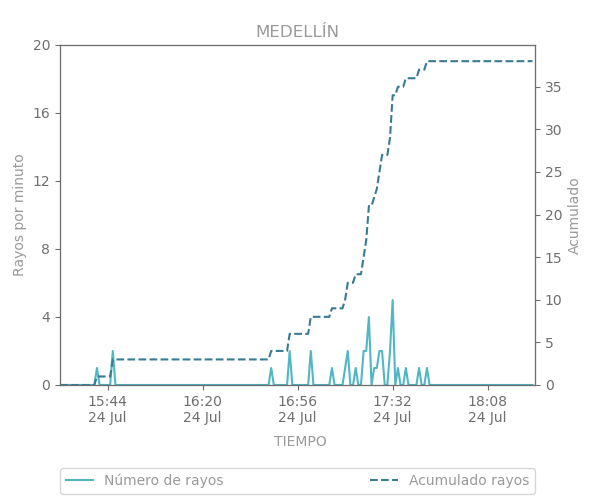 MEDELLÍN
20
16
12
8
4
0
Rayos por minuto
35
30
25
20
15
10
5
0
Acumulado
15:44
24 Jul
16:20
24 Jul
16:56
24 Jul
17:32
24 Jul
18:08
24 Jul
TIEMPO
Número de rayos
Acumulado rayos